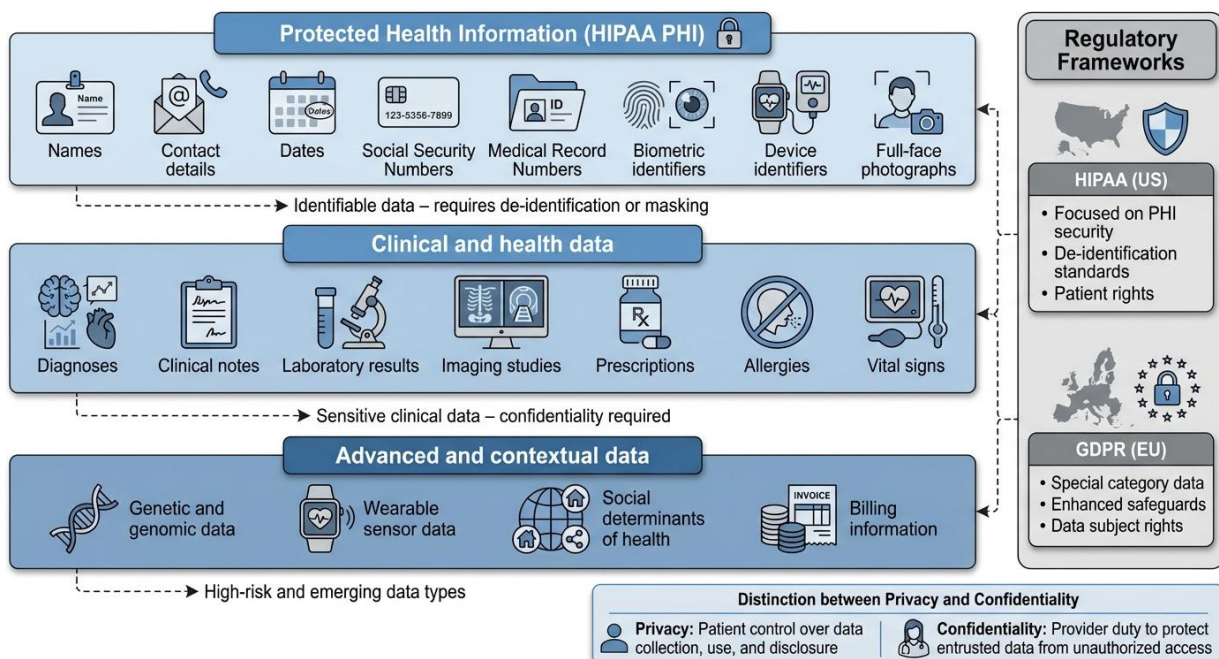 Protected Health Information (HIPAA PHI)
Name
@
Dates
123-5356-7899
ID
Names
Contact
details
Dates
Social Security
Numbers
Medical Record
Numbers
Biometric
identifiers
Device
identifiers
Full-face
photographs
Identifiable data – requires de-identification or masking
Clinical and health data
Rx
Diagnoses
Clinical notes
Laboratory results
Imaging studies
Prescriptions
Allergies
Vital signs
Sensitive clinical data – confidentiality required
Advanced and contextual data
Genetic and
genomic data
Wearable
sensor data
Social
determinants
of health
INVOICE
Billing
information
High-risk and emerging data types
Regulatory
Frameworks
HIPAA (US)
• Focused on PHI
security
• De-identification
standards
• Patient rights
GDPR (EU)
• Special category data
• Enhanced safeguards
• Data subject rights
Distinction between Privacy and Confidentiality
Privacy: Patient control over data
collection, use, and disclosure
Confidentiality: Provider duty to protect
entrusted data from unauthorized access